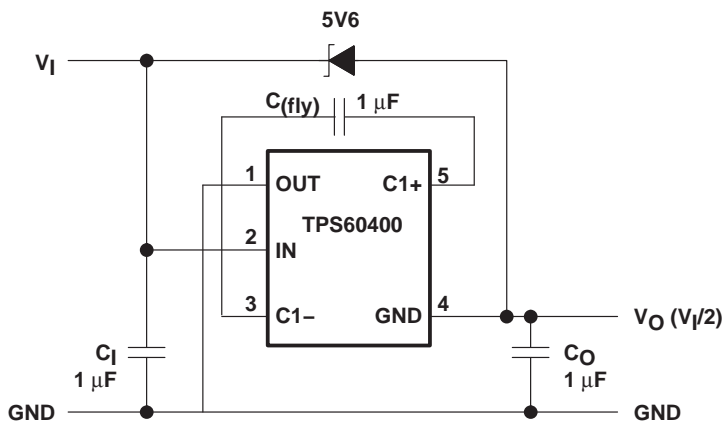 5V6
VI
C(fly) 1 μF
1 OUT C1+ 5
TPS60400
2 IN
3 C1− GND 4
VO (VI/2)
CI
1 μF
CO
1 μF
GND GND